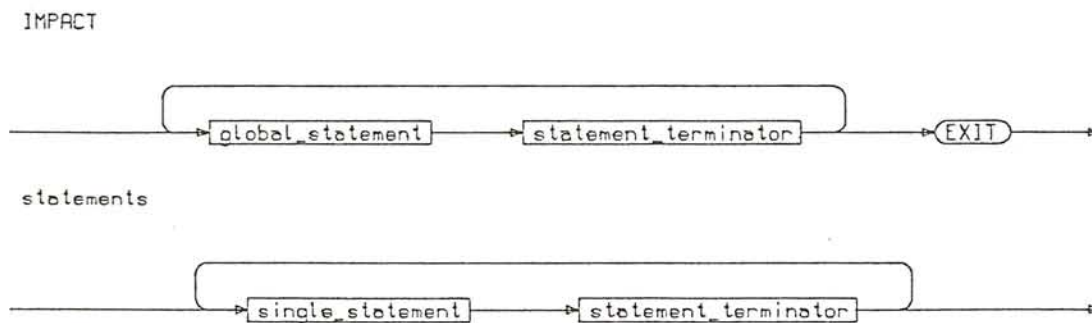 IMPACT
global_statement statement_terminator EXIT
statements
single_statement statement_terminator